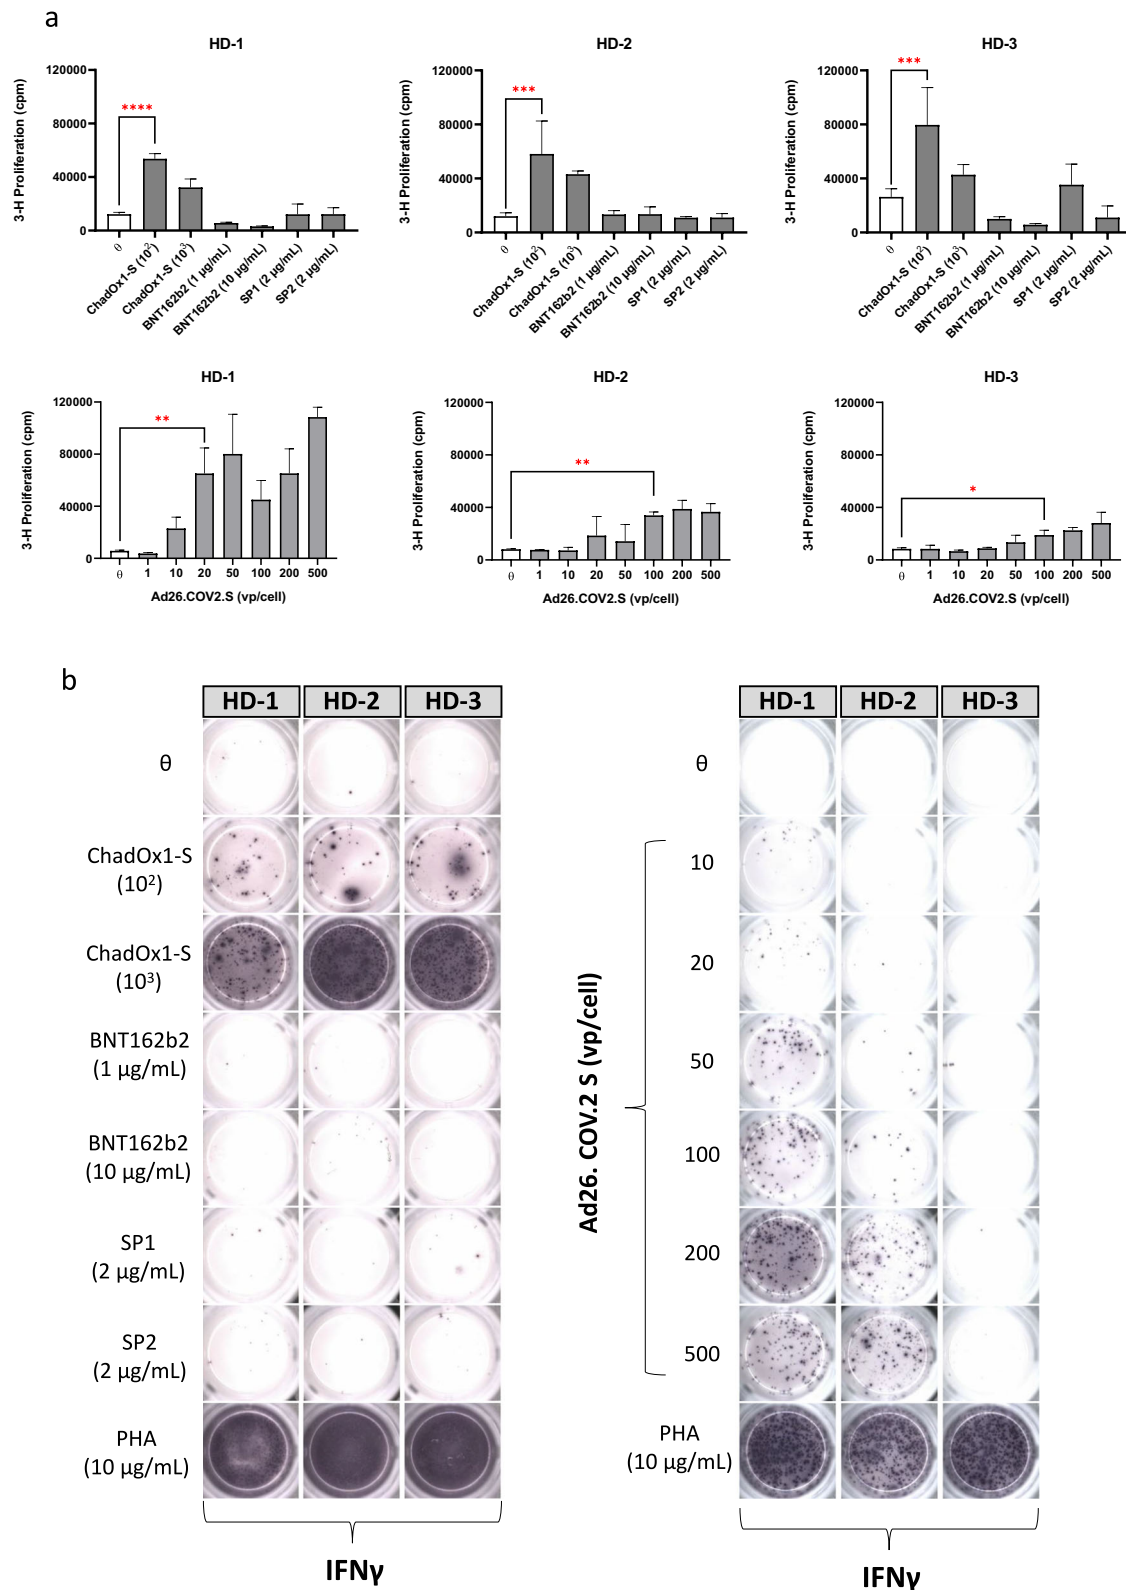 a
HD-1
3-H Proliferation (cpm)
120000
80000
40000
0
****
θ
ChadOx1-S (10²)
ChadOx1-S (10³)
BNT162b2 (1 µg/mL)
BNT162b2 (10 µg/mL)
SP1 (2 µg/mL)
SP2 (2 µg/mL)
HD-2
3-H Proliferation (cpm)
120000
80000
40000
0
***
θ
ChadOx1-S (10²)
ChadOx1-S (10³)
BNT162b2 (1 µg/mL)
BNT162b2 (10 µg/mL)
SP1 (2 µg/mL)
SP2 (2 µg/mL)
HD-3
3-H Proliferation (cpm)
120000
80000
40000
0
***
θ
ChadOx1-S (10²)
ChadOx1-S (10³)
BNT162b2 (1 µg/mL)
BNT162b2 (10 µg/mL)
SP1 (2 µg/mL)
SP2 (2 µg/mL)
HD-1
3-H Proliferation (cpm)
120000
80000
40000
0
**
θ 1 10 20 50 100 200 500
Ad26.COV2.S (vp/cell)
HD-2
3-H Proliferation (cpm)
120000
80000
40000
0
**
θ 1 10 20 50 100 200 500
Ad26.COV2.S (vp/cell)
HD-3
3-H Proliferation (cpm)
120000
80000
40000
0
*
θ 1 10 20 50 100 200 500
Ad26.COV2.S (vp/cell)
b
HD-1 HD-2 HD-3
θ
ChadOx1-S
(10²)
ChadOx1-S
(10³)
BNT162b2
(1 µg/mL)
BNT162b2
(10 µg/mL)
SP1
(2 µg/mL)
SP2
(2 µg/mL)
PHA
(10 µg/mL)
IFNγ
HD-1 HD-2 HD-3
θ
Ad26. COV.2 S (vp/cell)
10
20
50
100
200
500
PHA
(10 µg/mL)
IFNγ